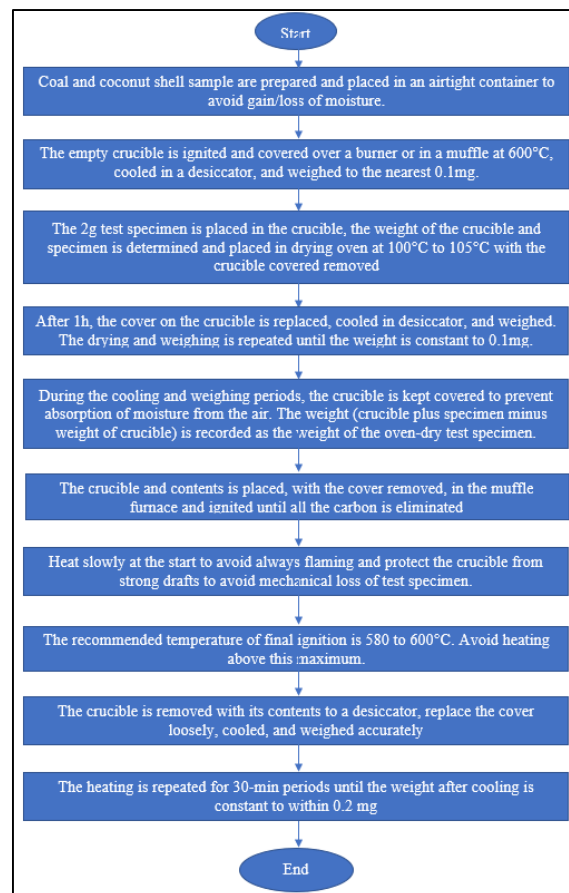 Start
Coal and coconut shell sample are prepared and placed in an airtight container to
avoid gain/loss of moisture.
The empty crucible is ignited and covered over a burner or in a muffle at 600°C,
cooled in a desiccator, and weighed to the nearest 0.1mg.
The 2g test specimen is placed in the crucible, the weight of the crucible and
specimen is determined and placed in drying oven at 100°C to 105°C with the
crucible covered removed
After 1h, the cover on the crucible is replaced, cooled in desiccator, and weighed.
The drying and weighing is repeated until the weight is constant to 0.1mg.
During the cooling and weighing periods, the crucible is kept covered to prevent
absorption of moisture from the air. The weight (crucible plus specimen minus
weight of crucible) is recorded as the weight of the oven-dry test specimen.
The crucible and contents is placed, with the cover removed, in the muffle
furnace and ignited until all the carbon is eliminated
Heat slowly at the start to avoid always flaming and protect the crucible from
strong drafts to avoid mechanical loss of test specimen.
The recommended temperature of final ignition is 580 to 600°C. Avoid heating
above this maximum.
The crucible is removed with its contents to a desiccator, replace the cover
loosely, cooled, and weighed accurately
The heating is repeated for 30-min periods until the weight after cooling is
constant to within 0.2 mg
End